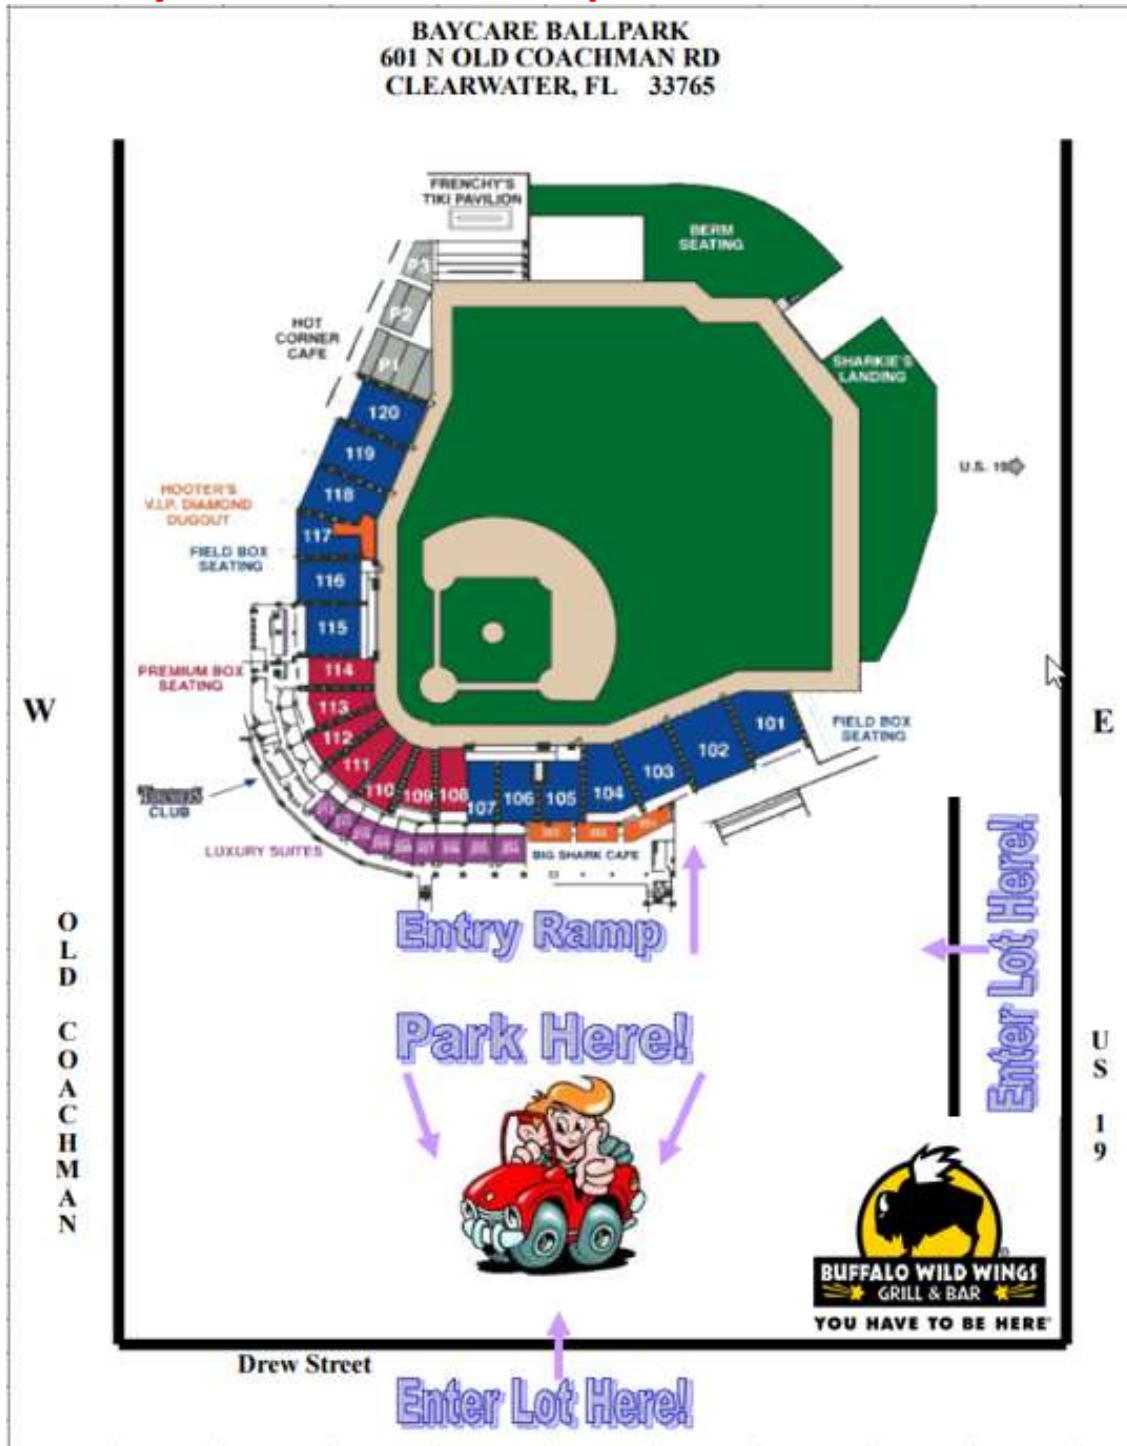 BAYCARE BALLPARK
601 N OLD COACHMAN RD
CLEARWATER, FL 33765
FRENCHY'S
TIKI PAVILION
BERM
SEATING
P3
P2
P1
HOT
CORNER
CAFE
SHARKIE'S
LANDING
120
119
118
117
116
115
114
113
112
111
110
109
108
107
106
105
104
103
102
101
U.S. 19
HOOTER'S
V.I.P. DIAMOND
DUGOUT
FIELD BOX
SEATING
PREMIUM BOX
SEATING
W
E
FIELD BOX
SEATING
CLUB
LUXURY SUITES
BIG SHARK CAFE
Entry Ramp
Enter Lot Here!
Park Here!
OLD COACHMAN
US 19
BUFFALO WILD WINGS
GRILL & BAR
YOU HAVE TO BE HERE
Drew Street
Enter Lot Here!